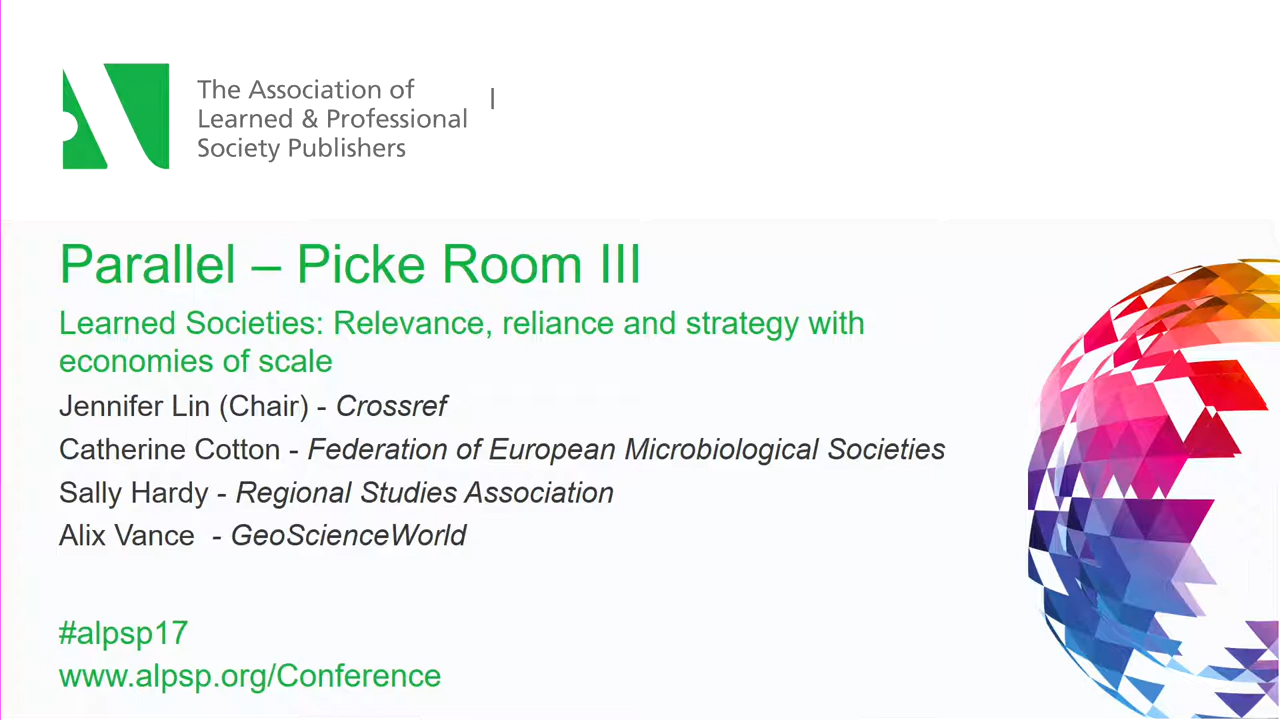 The Association of
Learned & Professional
Society Publishers
Parallel – Picke Room III
Learned Societies: Relevance, reliance and strategy with
economies of scale
Jennifer Lin (Chair) - Crossref
Catherine Cotton - Federation of European Microbiological Societies
Sally Hardy - Regional Studies Association
Alix Vance - GeoScienceWorld
#alpsp17
www.alpsp.org/Conference